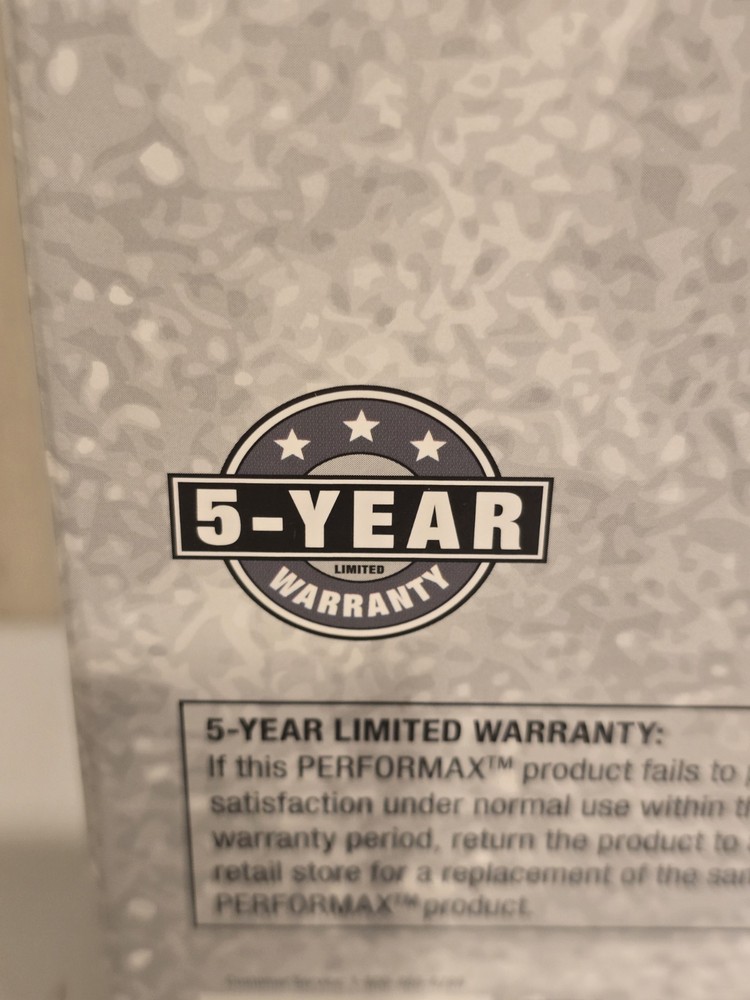 5-YEAR
LIMITED
WARRANTY
5-YEAR LIMITED WARRANTY:
If this PERFORMAX™ product fails to
satisfaction under normal use within
warranty period, return the product to
retail store for a replacement of the
PERFORMAX™ product.